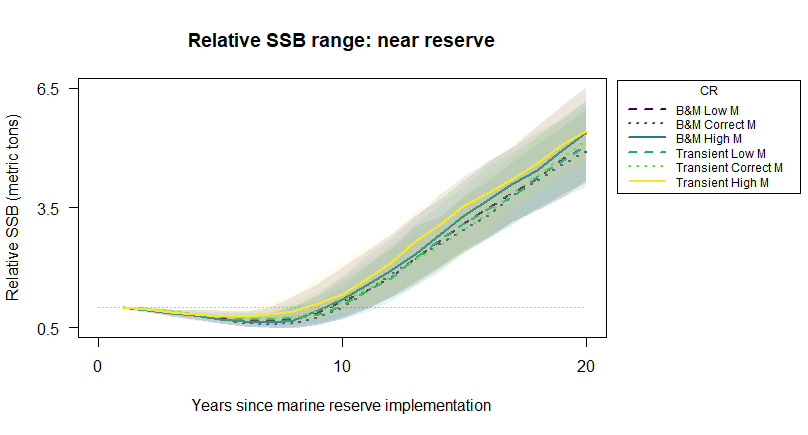 Relative SSB range: near reserve
Relative SSB (metric tons)
6.5
3.5
0.5
0
10
20
Years since marine reserve implementation
CR
B&M Low M
B&M Correct M
B&M High M
Transient Low M
Transient Correct M
Transient High M